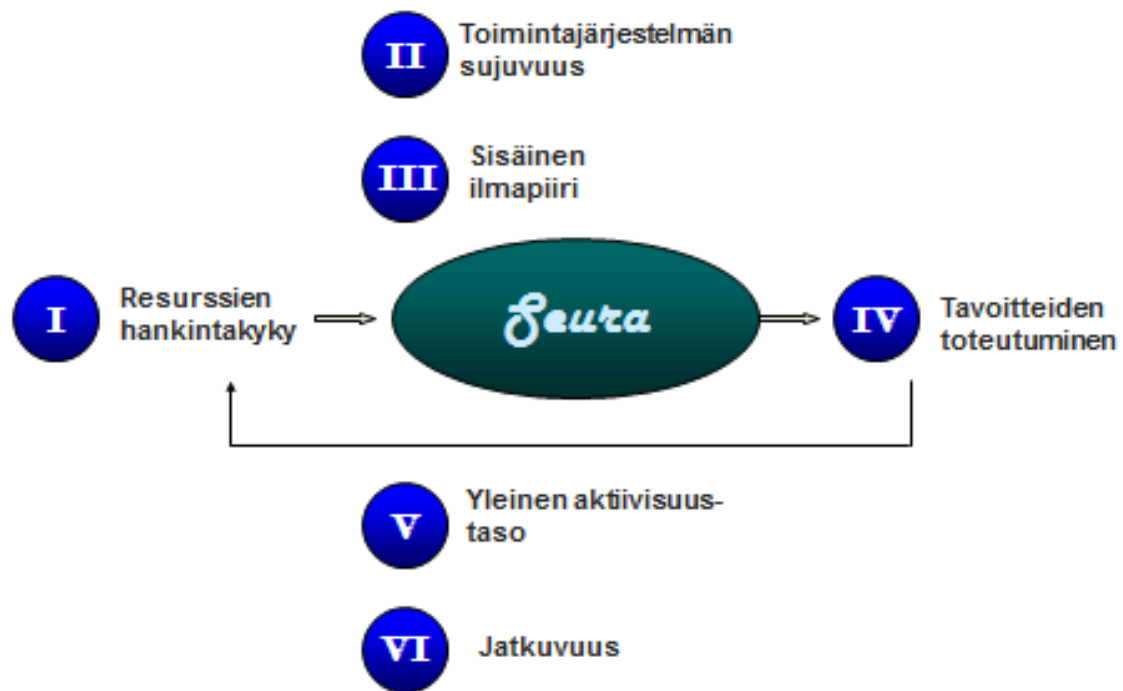 II
Toimintajärjestelmän
sujuvuus
III
Sisäinen
ilmapiiri
I
Resurssien
hankintakyky
Seura
IV
Tavoitteiden
toteutuminen
V
Yleinen aktiivisuus-
taso
VI
Jatkuvuus